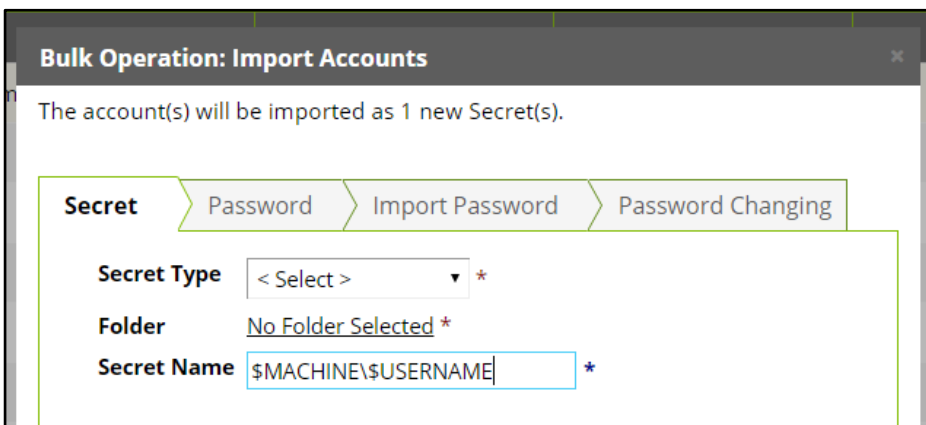 Bulk Operation: Import Accounts ×
The account(s) will be imported as 1 new Secret(s).
Secret Password Import Password Password Changing
Secret Type < Select > ▼ *
Folder No Folder Selected *
Secret Name $MACHINE\$USERNAME *